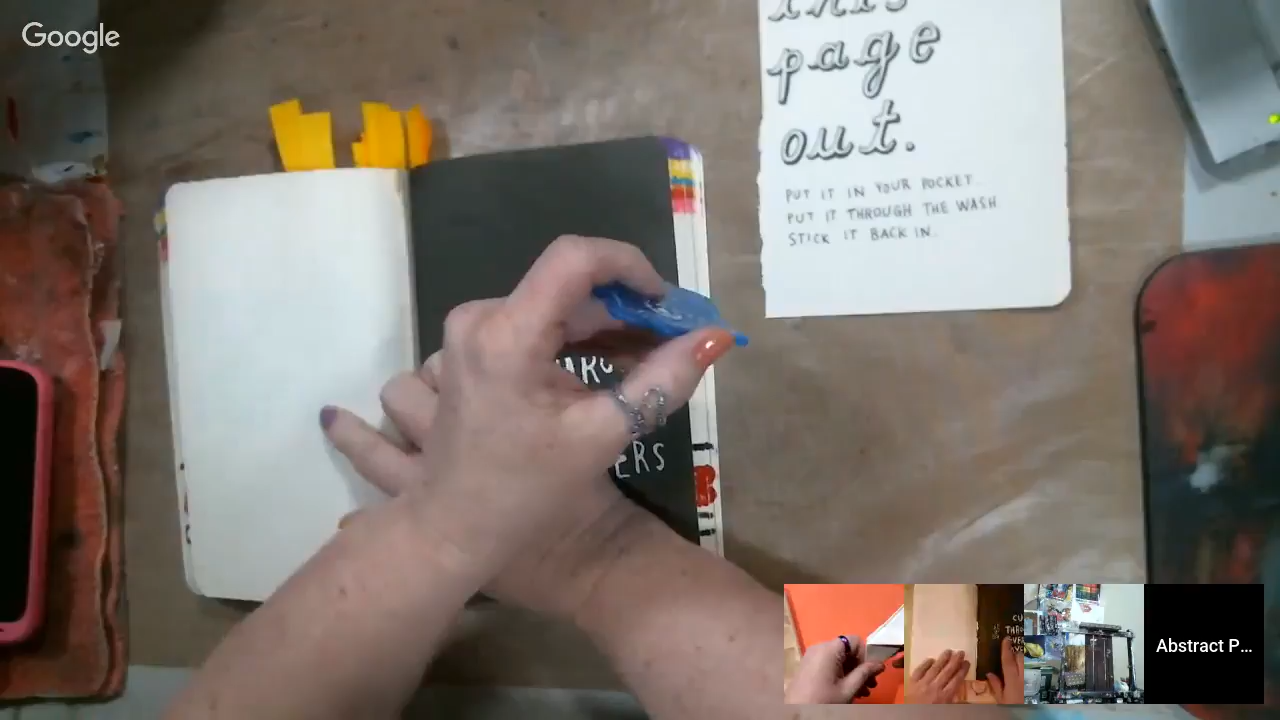 Google
this
page
out.
PUT IT IN YOUR POCKET.
PUT IT THROUGH THE WASH
STICK IT BACK IN.
ERS
Abstract P...